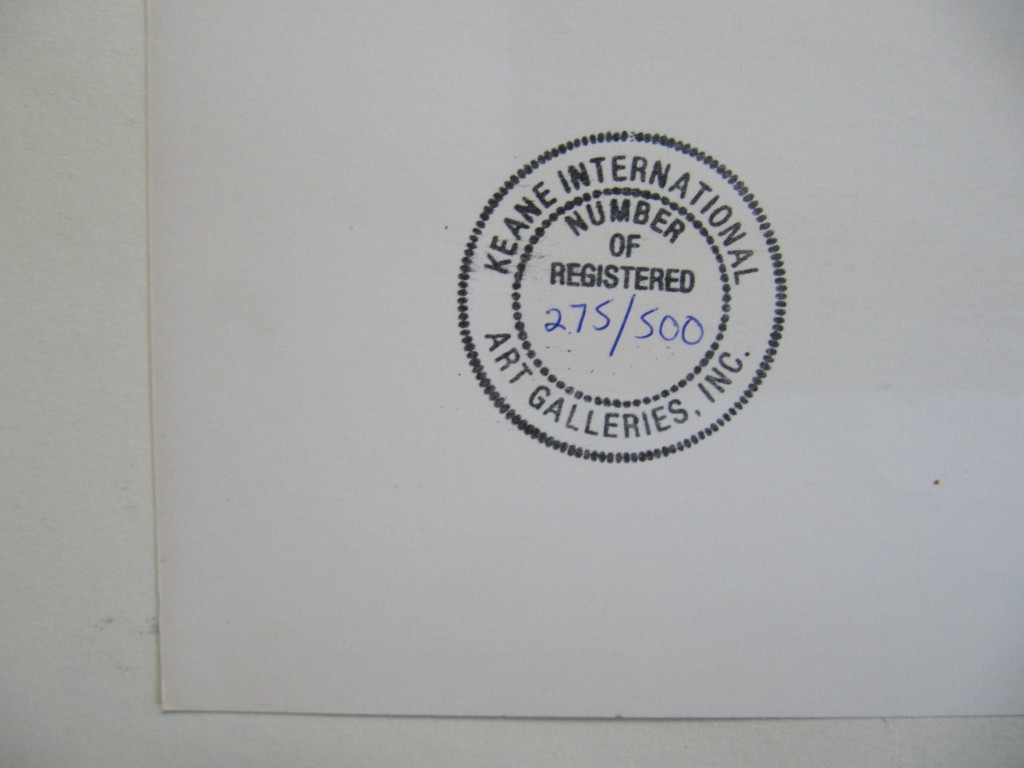 KEANE INTERNATIONAL
NUMBER
OF
REGISTERED
275/500
ART GALLERIES, INC.